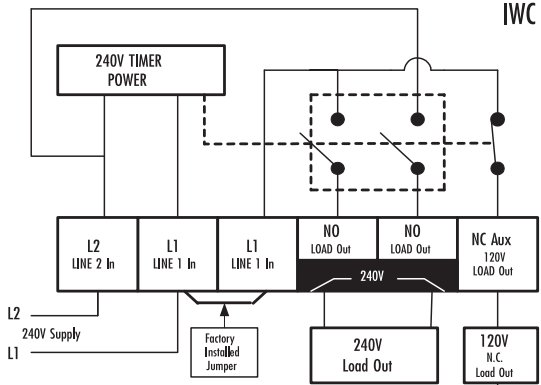 IWC
240V TIMER
POWER
L2
LINE 2 In
L1
LINE 1 In
L1
LINE 1 In
NO
LOAD Out
NO
LOAD Out
NC Aux
120V
LOAD Out
240V
L2
240V Supply
L1
Factory
Installed
Jumper
240V
Load Out
120V
N.C.
Load Out